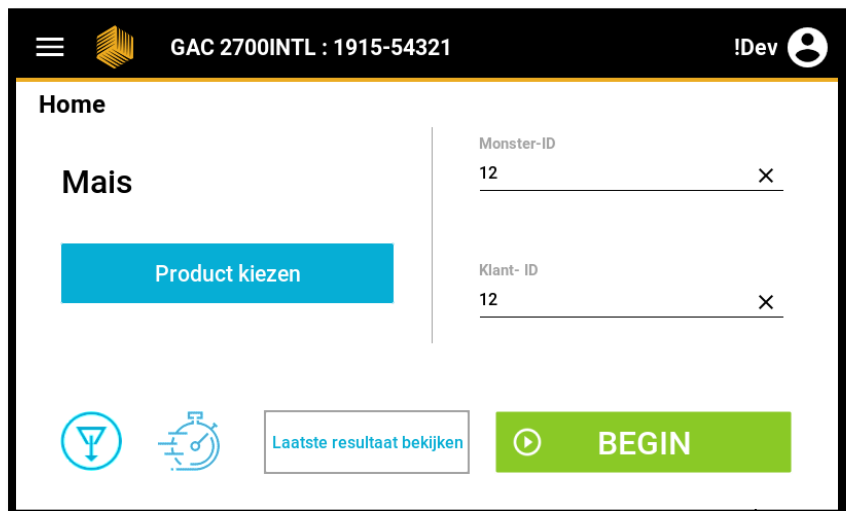 GAC 2700INTL : 1915-54321
!Dev
Home
Mais
Product kiezen
Monster-ID
12
Klant- ID
12
Laatste resultaat bekijken
BEGIN